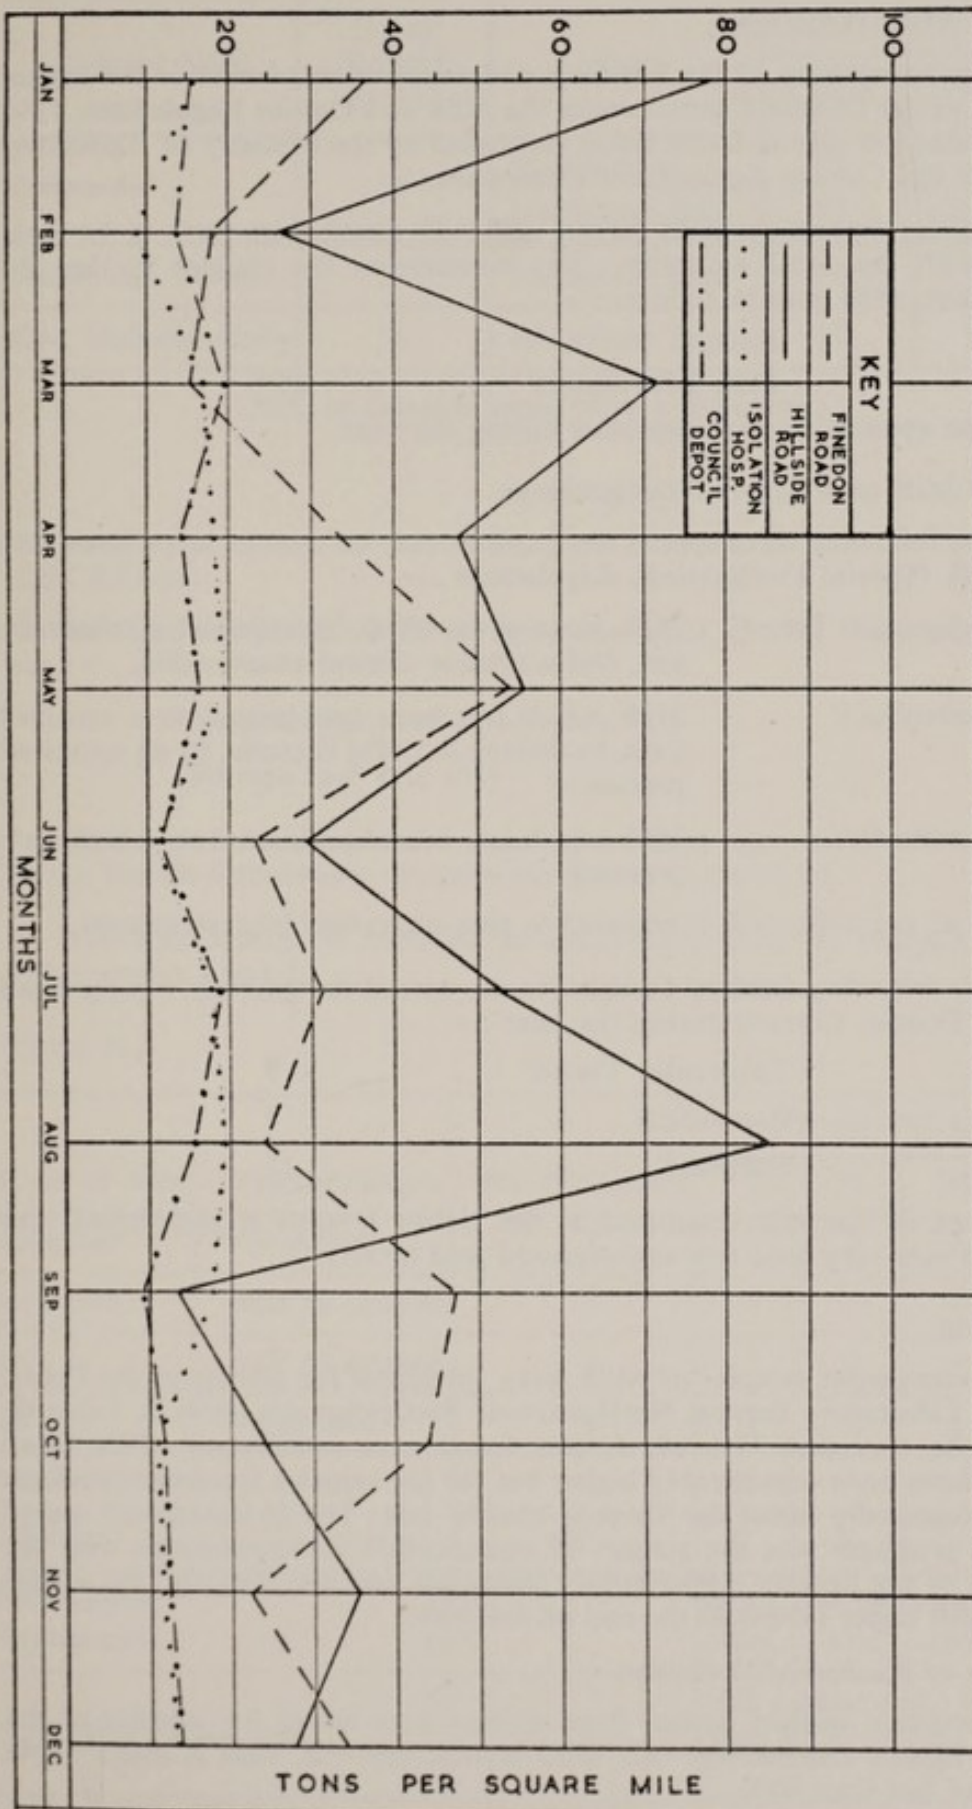 100
80
60
40
20
KEY
FINEDON
ROAD
HILLSIDE
ROAD
ISOLATION
HOSP.
COUNCIL
DEPOT
JAN FEB MAR APR MAY JUN JUL AUG SEP OCT NOV DEC
MONTHS
TONS PER SQUARE MILE